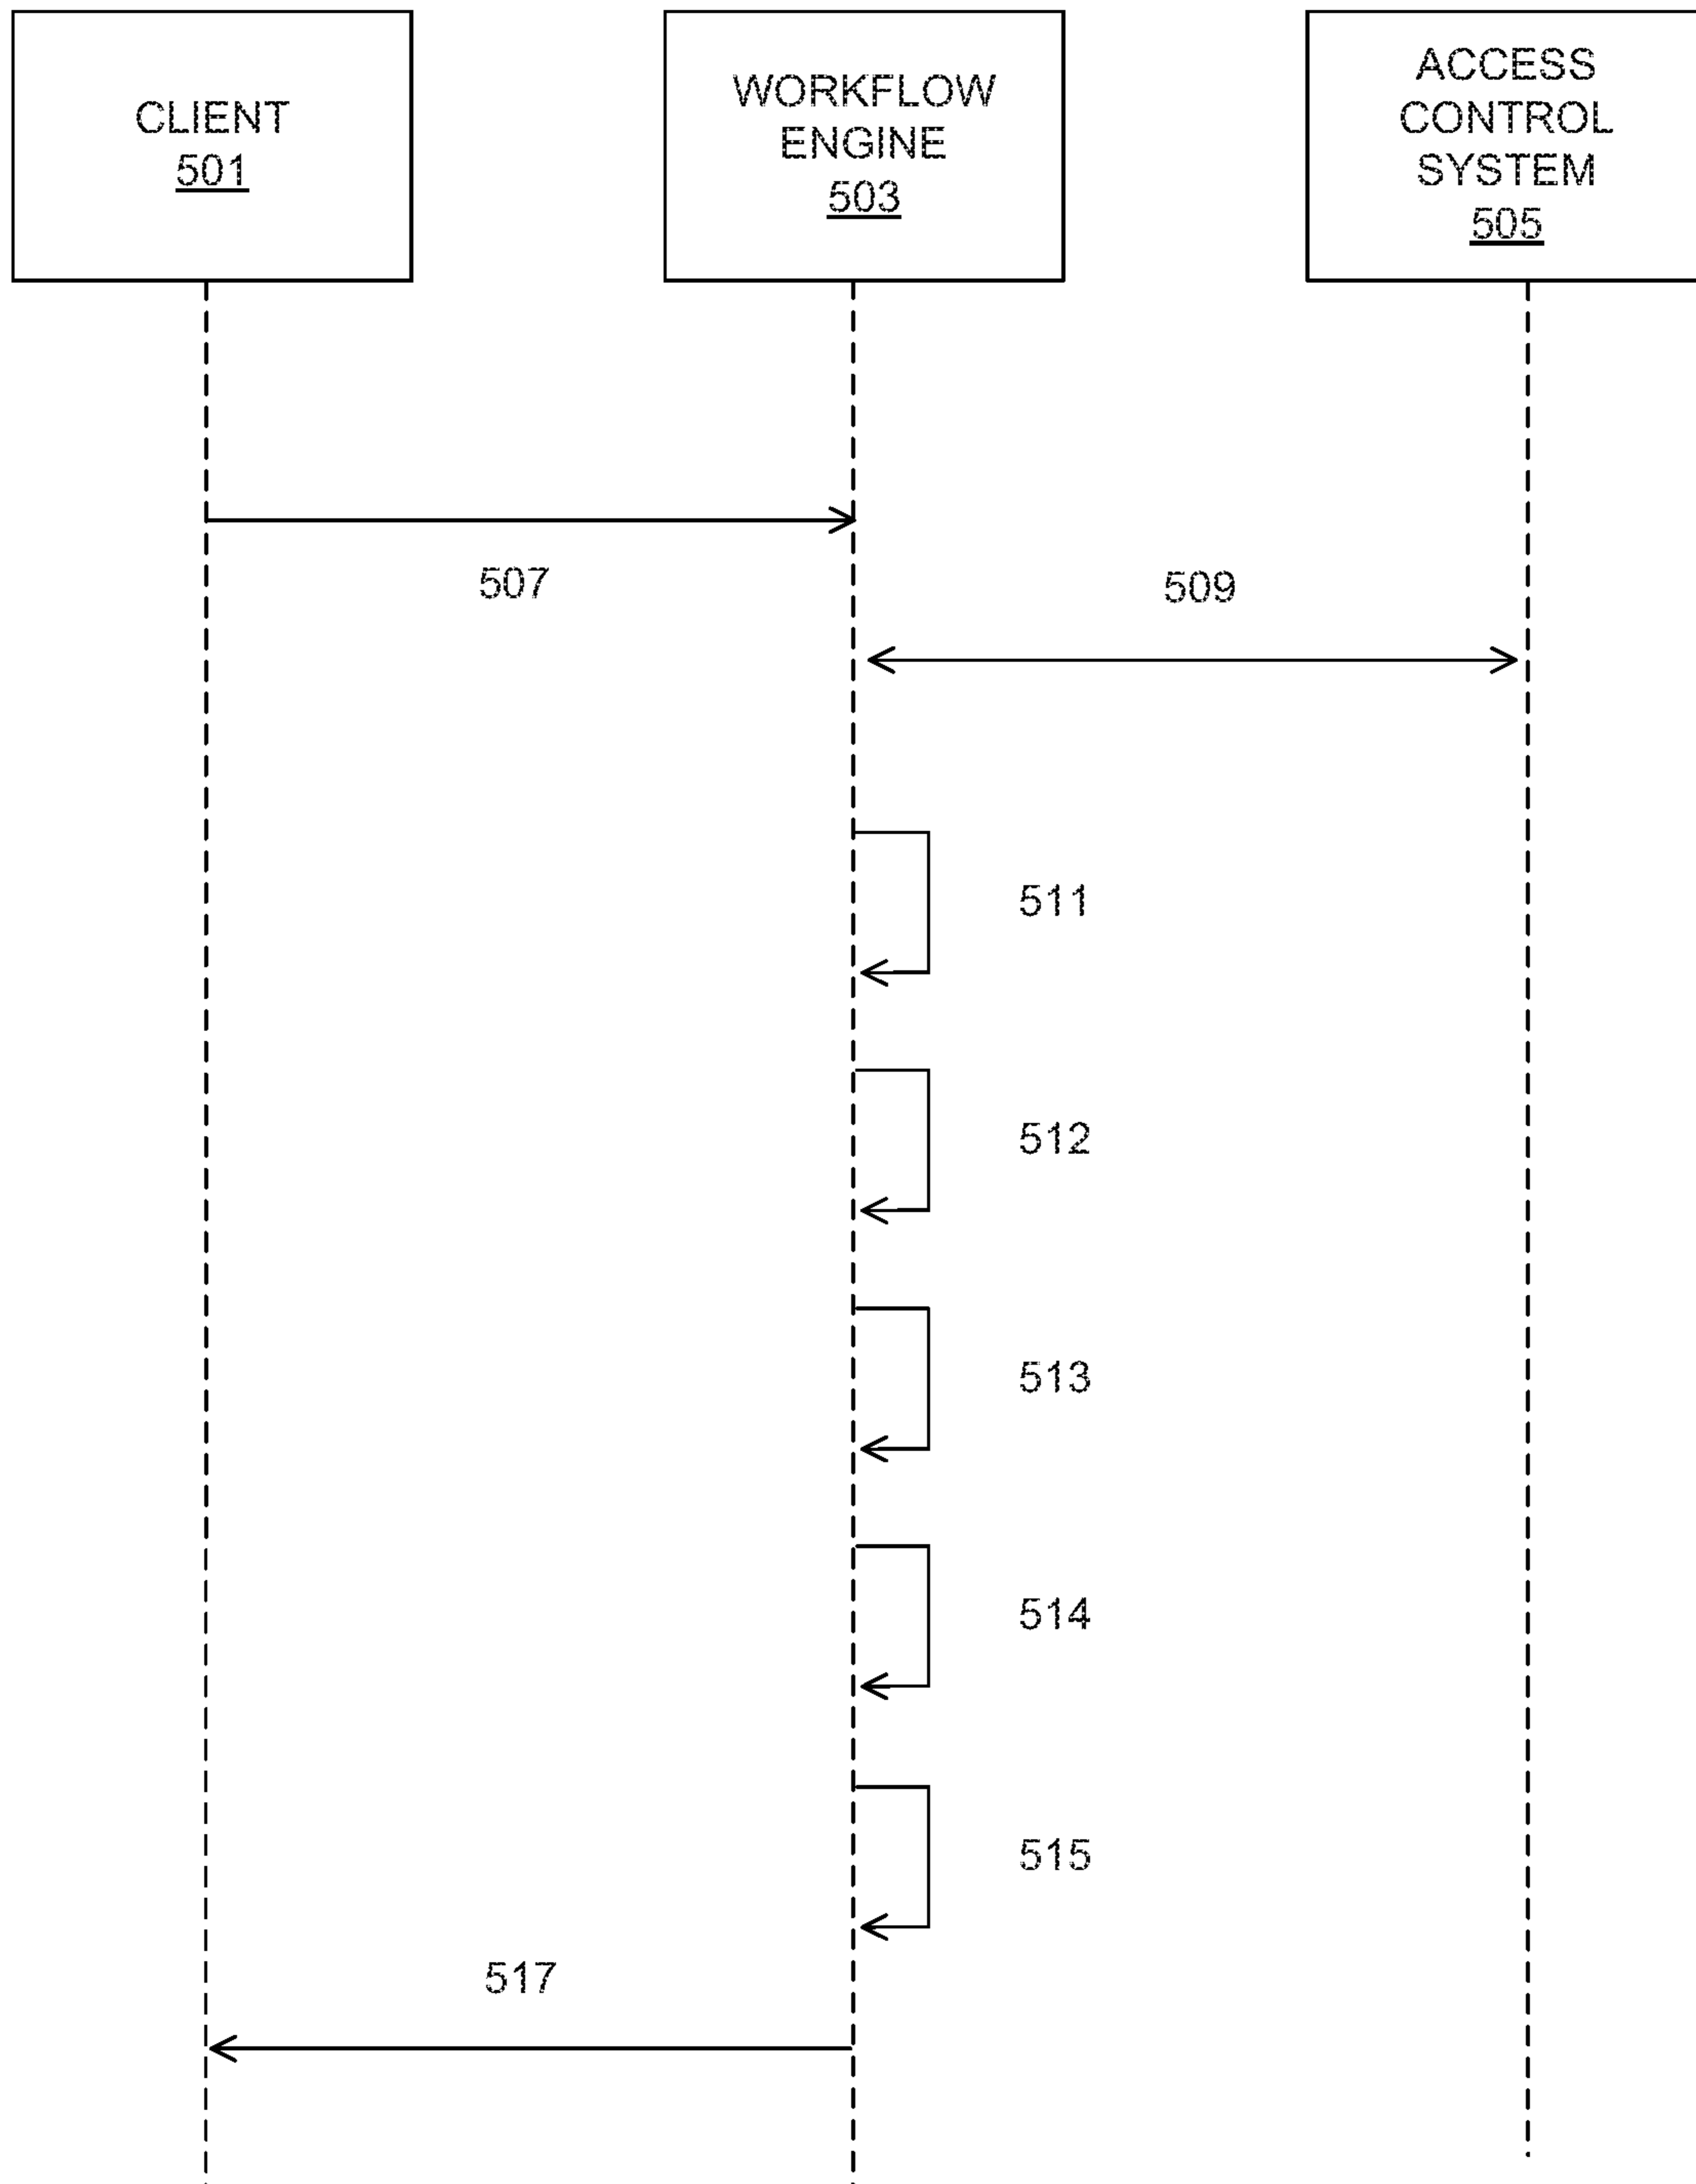 CLIENT
501
WORKFLOW
ENGINE
503
ACCESS
CONTROL
SYSTEM
505
507
509
511
512
513
514
515
517